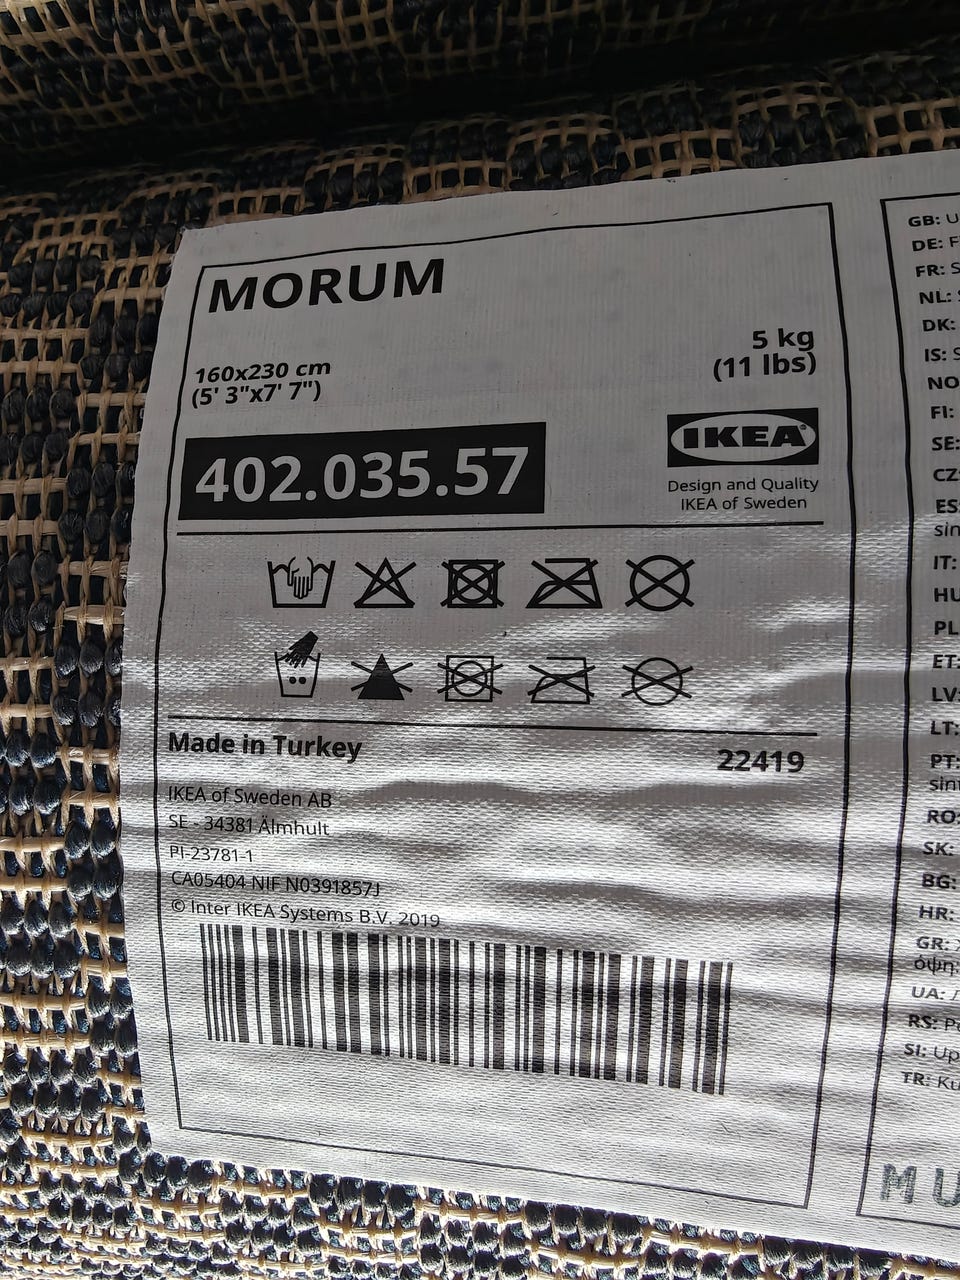 MORUM
160x230 cm
(5' 3"x7' 7")
5 kg
(11 lbs)
402.035.57
IKEA®
Design and Quality
IKEA of Sweden
Made in Turkey
22419
IKEA of Sweden AB
SE - 34381 Älmhult
PI-23781-1
CA05404 NIF N0391857J
© Inter IKEA Systems B.V. 2019
GB:
DE:
FR:
NL:
DK:
IS:
NO
FI:
SE:
CZ:
ES:
IT:
HU
PL
ET:
LV:
LT:
PT:
RO:
SK:
BG:
HR:
GR:
όψη:
UA:
RS:
SI: Up
TR: Ku
M U